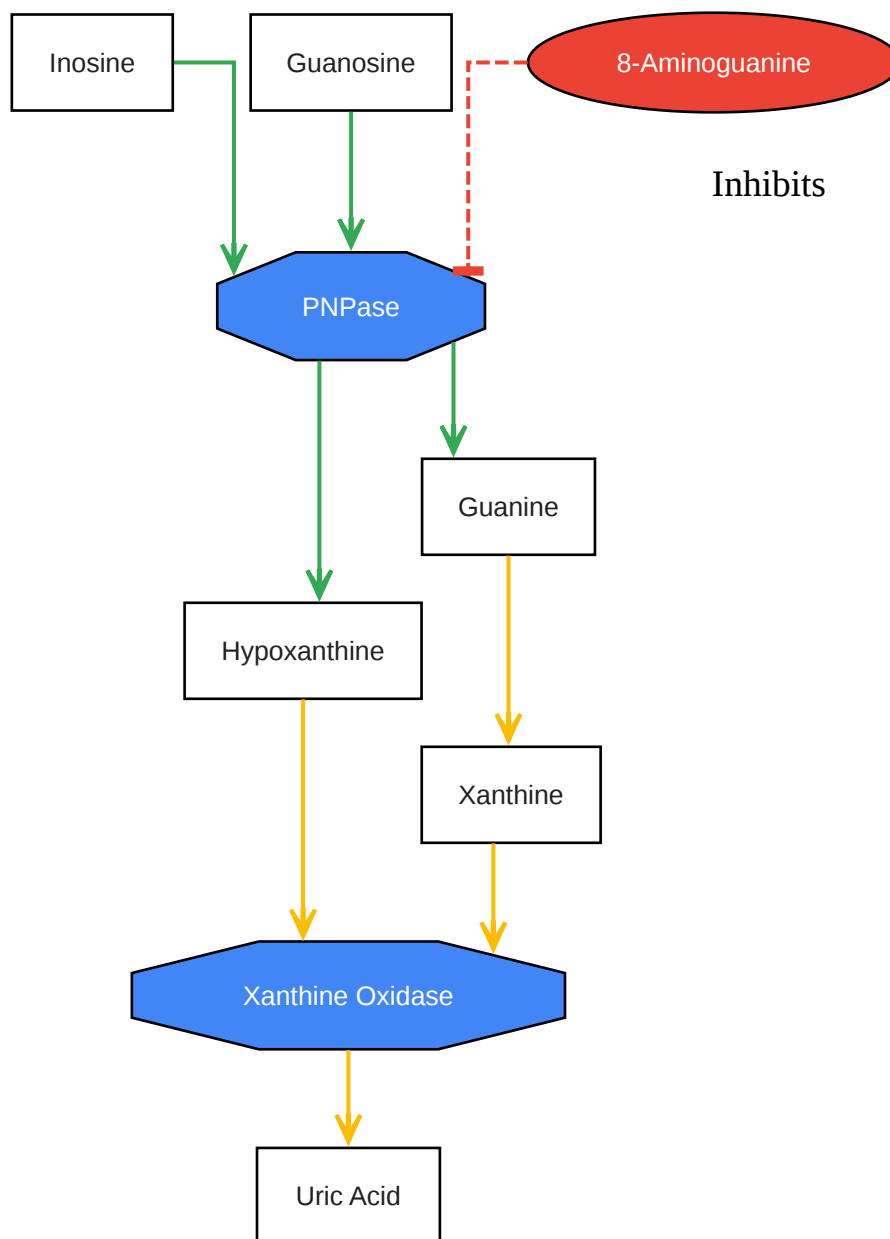 Inosine
Guanosine
8-Aminoguanine
Inhibits
PNPase
Guanine
Hypoxanthine
Xanthine
Xanthine Oxidase
Uric Acid